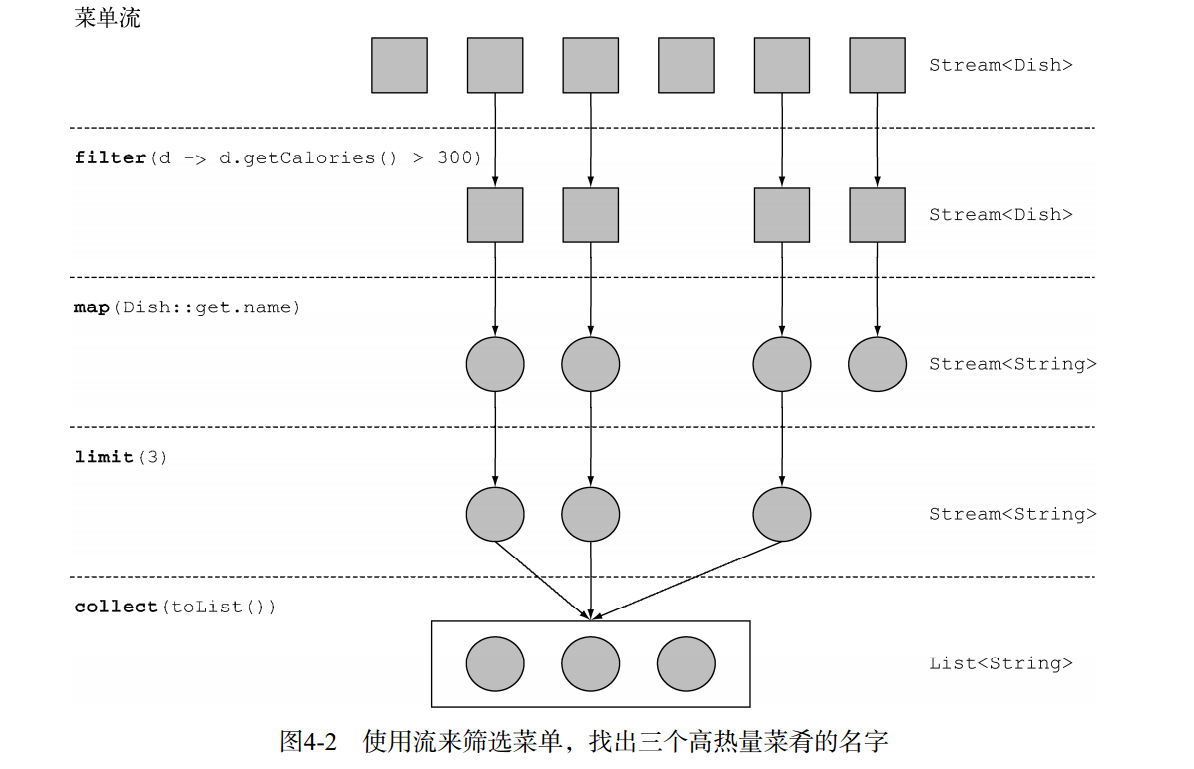 菜单流
Stream<Dish>
filter(d -> d.getCalories() > 300)
Stream<Dish>
map(Dish::get.name)
Stream<String>
limit(3)
Stream<String>
collect(toList())
List<String>
图4-2 使用流来筛选菜单，找出三个高热量菜肴的名字